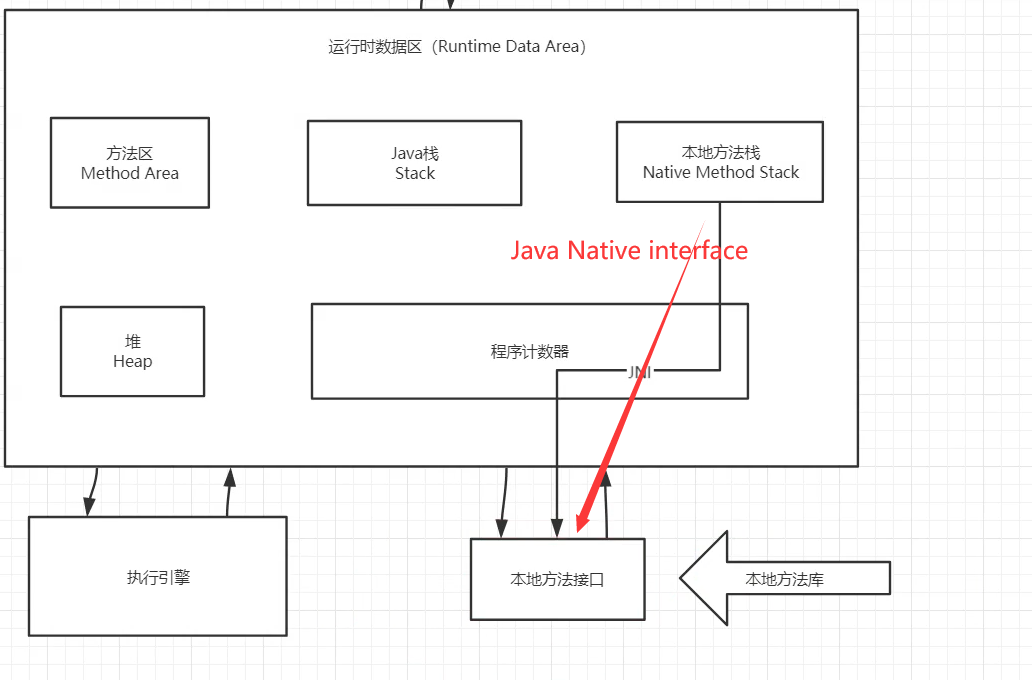 运行时数据区（Runtime Data Area）
方法区
Method Area
Java栈
Stack
本地方法栈
Native Method Stack
Java Native interface
堆
Heap
程序计数器
JNI
执行引擎
本地方法接口
本地方法库